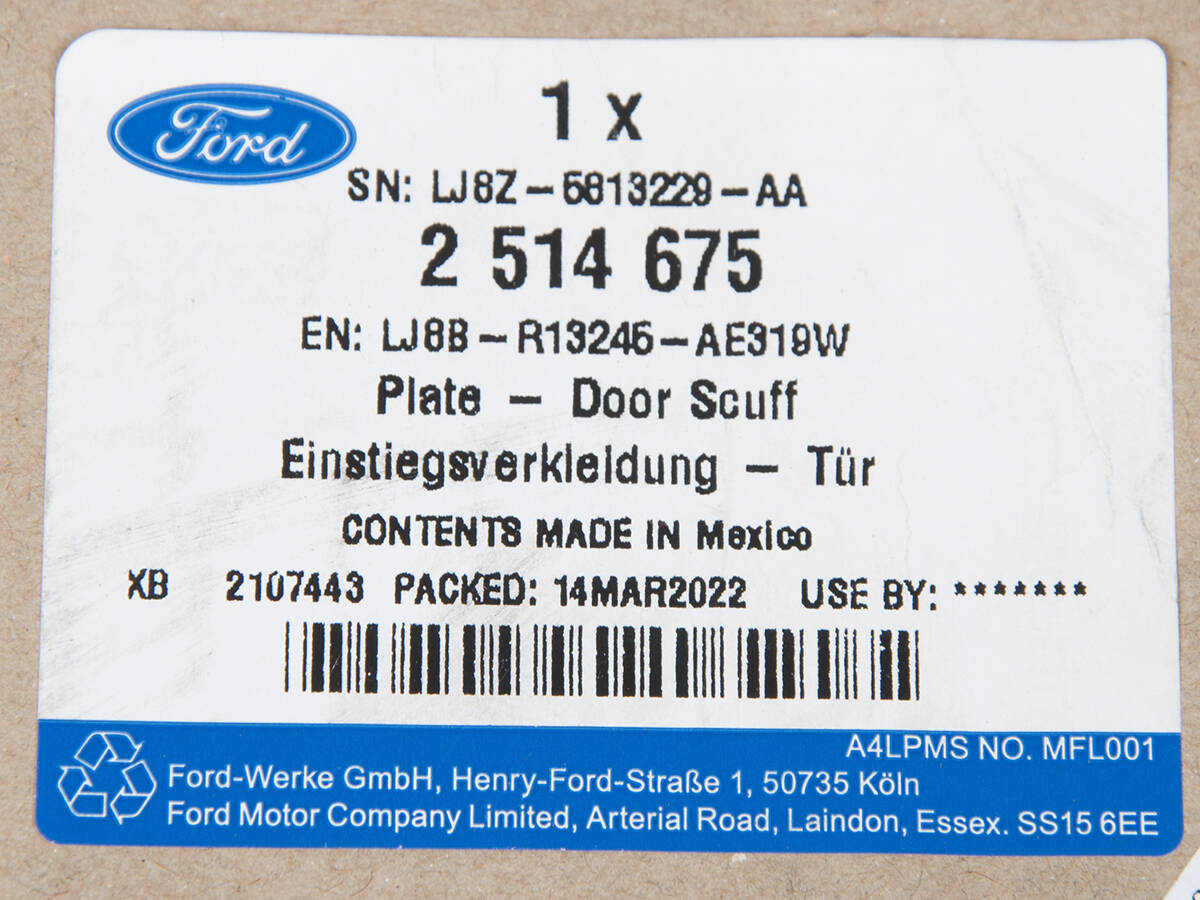 Ford
1 x
SN: LJ8Z-5813229-AA
2 514 675
EN: LJ8B-R13245-AE319W
Plate - Door Scuff
Einstiegsverkleidung - Tür
CONTENTS MADE IN Mexico
XB 2107443 PACKED: 14MAR2022 USE BY: *******
A4LPMS NO. MFL001
Ford-Werke GmbH, Henry-Ford-Straße 1, 50735 Köln
Ford Motor Company Limited, Arterial Road, Laindon, Essex. SS15 6EE